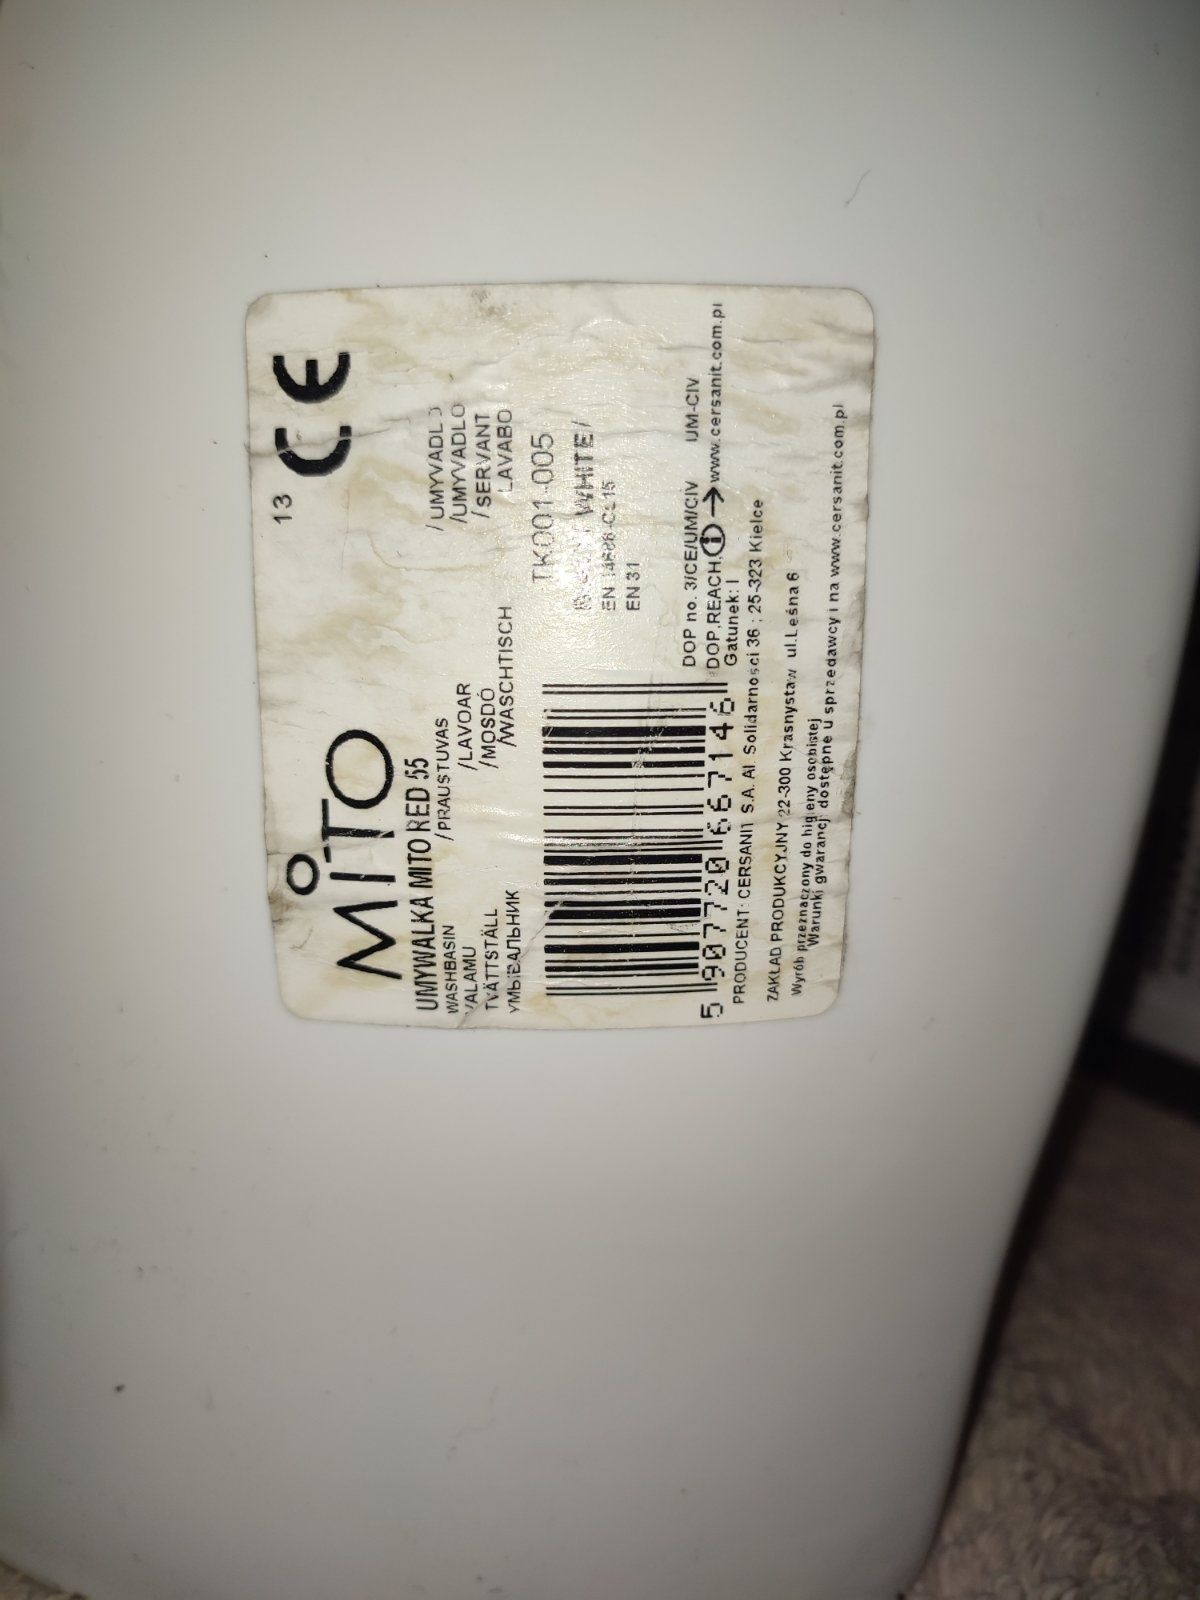 MITO
13
CE
UMYWALKA MITO RED 55
WASHBASIN /PRAUSTUVAS
VALAMU /LAVOAR /UMYVADLO
TVÄTTSTÄLL /MOSDÓ /SERVANT
УМЫВАЛЬНИК /WASCHTISCH LAVABO
TK001-005
WHITE/
EN 14688-CL15
EN 31
5 907720 667146
DOP no. 3/CE/UM/CIV UM-CIV
DOP,REACH, i → www.cersanit.com.pl
Gatunek: I
PRODUCENT: CERSANIT S.A. Al. Solidarności 36 ; 25-323 Kielce
ZAKŁAD PRODUKCYJNY 22-300 Krasnystaw ul.Leśna 6
Wyrób przeznaczony do higieny osobistej
Warunki gwarancji dostępne u sprzedawcy i na www.cersanit.com.pl